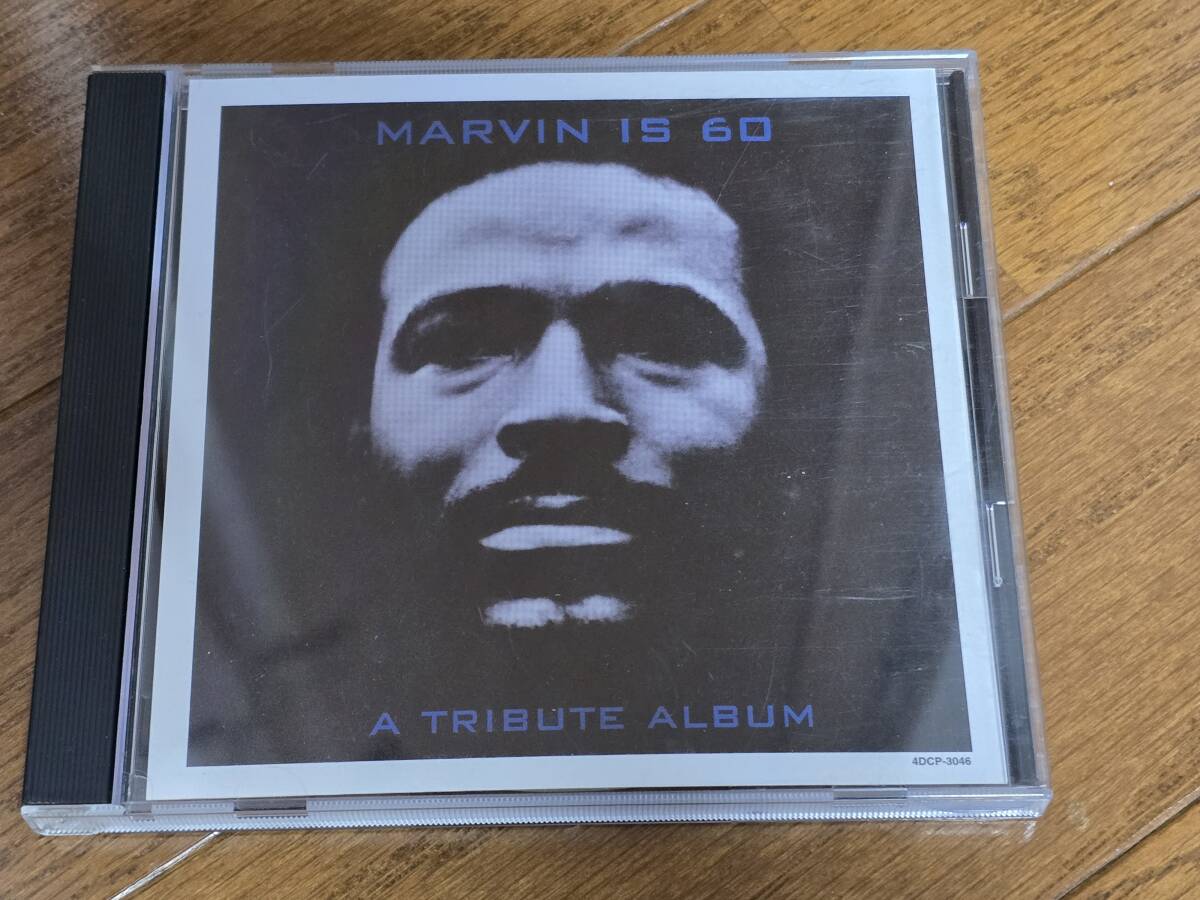 MARVIN IS 60
A TRIBUTE ALBUM
4DCP-3046